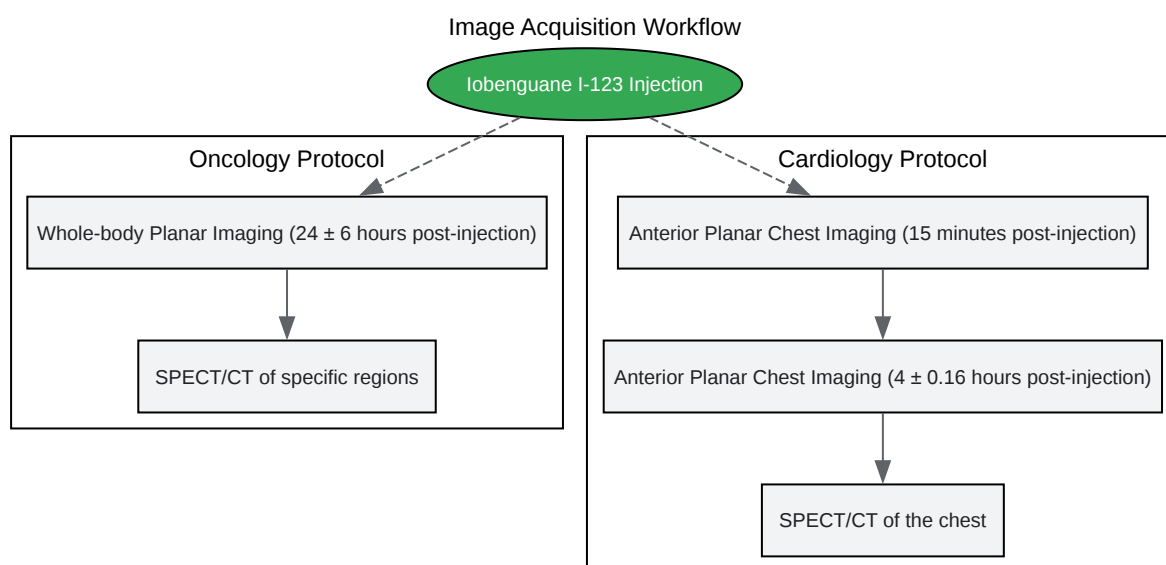 Image Acquisition Workflow
Iobenguane I-123 Injection
Oncology Protocol
Whole-body Planar Imaging (24 ± 6 hours post-injection)
SPECT/CT of specific regions
Cardiology Protocol
Anterior Planar Chest Imaging (15 minutes post-injection)
Anterior Planar Chest Imaging (4 ± 0.16 hours post-injection)
SPECT/CT of the chest